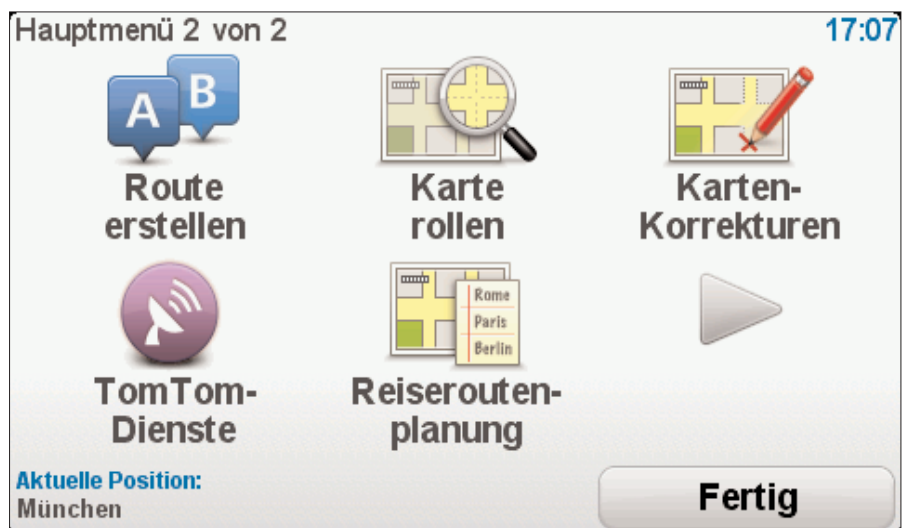 Hauptmenü 2 von 2
17:07
A
B
Route
erstellen
Karte
rollen
Karten-
Korrekturen
Rome
Paris
Berlin
TomTom-
Dienste
Reiserouten-
planung
Aktuelle Position:
München
Fertig